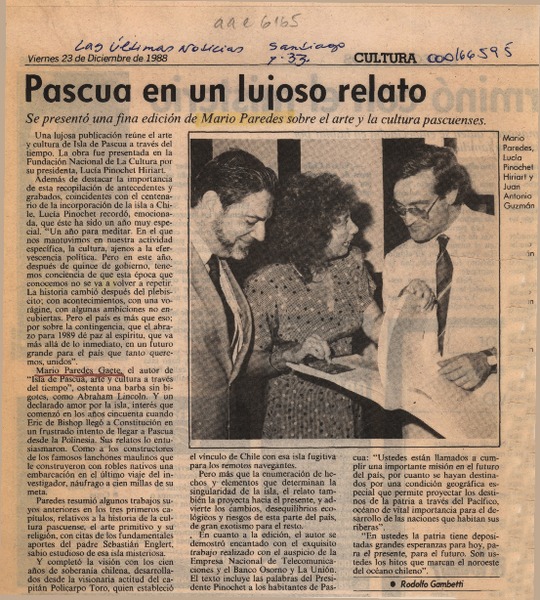 aae 6165
Las Últimas Noticias Santiago
p. 33.
000166595
Viernes 23 de Diciembre de 1988
CULTURA
Pascua en un lujoso relato
Se presentó una fina edición de Mario Paredes sobre el arte y la cultura pascuenses.
Una lujosa publicación reúne el arte
y cultura de Isla de Pascua a través del
tiempo. La obra fue presentada en la
Fundación Nacional de La Cultura por
su presidenta, Lucía Pinochet Hiriart.
Además de destacar la importancia
de esta recopilación de antecedentes y
grabados, coincidentes con el centena-
rio de la incorporación de la isla a Chi-
le, Lucía Pinochet recordó, emociona-
da, que éste ha sido un año muy espe-
cial. "Un año para meditar. En el que
nos mantuvimos en nuestra actividad
específica, la cultura, ajenos a la efer-
vescencia política. Pero en este año,
después de quince de gobierno, tene-
mos conciencia de que esta época que
conocemos no se va a volver a repetir.
La historia cambió después del plebis-
cito; con acontecimientos, con una vo-
rágine, con algunas ambiciones no en-
cubiertas. Pero el país es más que eso;
por sobre la contingencia, que el abra-
zo para 1989 dé paz al espíritu, que va
más allá de lo inmediato, en un futuro
grande para el país que tanto quere-
mos, unidos".
Mario Paredes Gaete, el autor de
"Isla de Pascua, arte y cultura a través
del tiempo", ostenta una barba sin bi-
gotes, como Abraham Lincoln. Y un
declarado amor por la isla, interés que
comenzó en los años cincuenta cuando
Eric de Bishop llegó a Constitución en
un frustrado intento de llegar a Pascua
desde la Polinesia. Sus relatos lo entu-
siasmaron. Como a los constructores
de los famosos lanchones maulinos que
le construyeron con robles nativos una
embarcación en el último viaje del in-
vestigador, náufrago a cien millas de su
meta.
Paredes resumió algunos trabajos su-
yos anteriores en los tres primeros ca-
pítulos, relativos a la historia de la cul-
tura pascuense, el arte primitivo y su
religión, con citas de los fundamentales
aportes del padre Sebastián Englert,
sabio estudioso de esa isla misteriosa.
Y completó la visión con los cien
años de soberanía chilena, desarrolla-
dos desde la visionaria actitud del ca-
pitán Policarpo Toro, quien estableció
Mario
Paredes,
Lucía
Pinochet
Hiriart y
Juan
Antonio
Guzmán
el vínculo de Chile con esa isla fugitiva
para los remotos navegantes.
Pero más que la enumeración de he-
chos y elementos que determinan la
singularidad de la isla, el relato tam-
bién la proyecta hacia el presente, y ad-
vierte los cambios, desequilibrios eco-
lógicos y riesgos de esta parte del país,
de gran exotismo para el resto.
En cuanto a la edición, el autor se
demostró encantado con el exquisito
trabajo realizado con el auspicio de la
Empresa Nacional de Telecomunica-
ciones y el Banco Osorno y La Unión.
El texto incluye las palabras del Presi-
dente Pinochet a los habitantes de Pas-
cua: "Ustedes están llamados a cum-
plir una importante misión en el futuro
del país, por cuanto se hayan destina-
dos por una condición geográfica es-
pecial que permite proyectar los desti-
nos de la patria a través del Pacífico,
océano de vital importancia para el de-
sarrollo de las naciones que habitan sus
riberas".
"En ustedes la patria tiene deposita-
das grandes esperanzas para hoy, pa-
ra el presente, para el futuro. Son us-
tedes los hitos que marcan el noroeste
del océano chileno".
● Rodolfo Gambetti